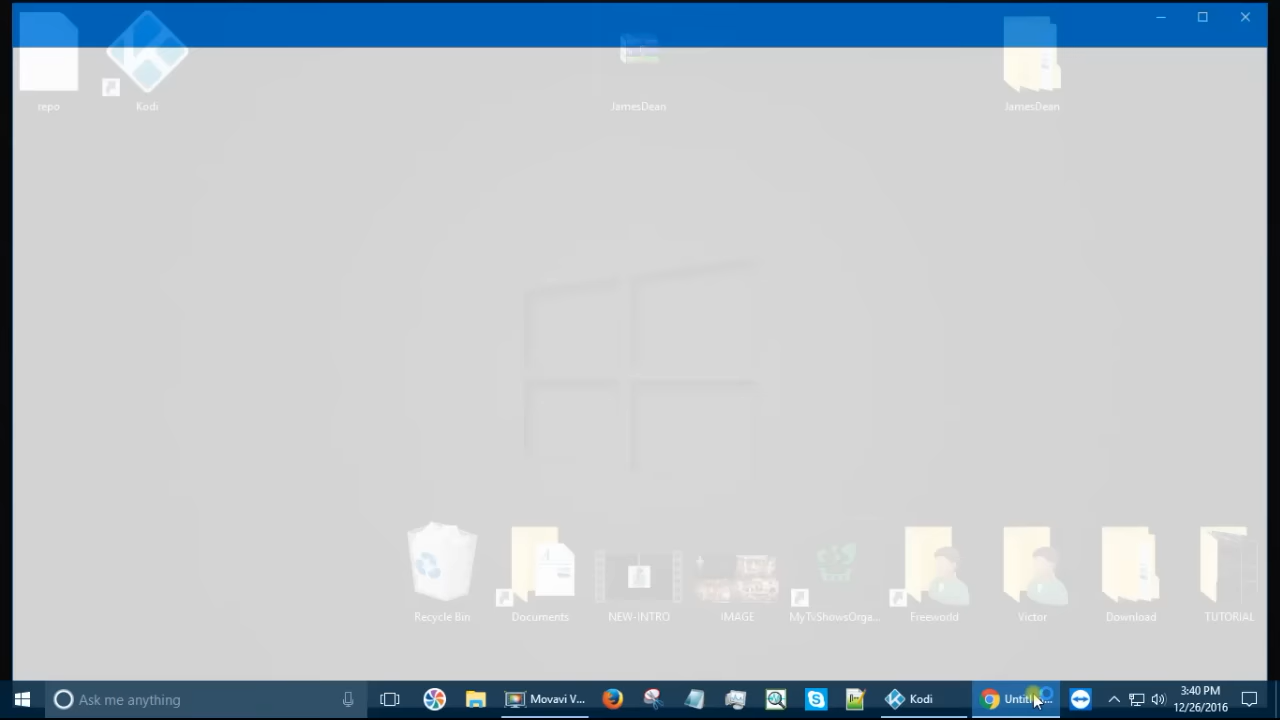 repo
Kodi
JamesDean
JamesDean
Recycle Bin
Documents
NEW-INTRO
IMAGE
MyTvShowsOrga...
Freeworld
Victor
Download
TUTORIAL
Ask me anything
Movavi V...
Kodi
Untitl...
3:40 PM
12/26/2016